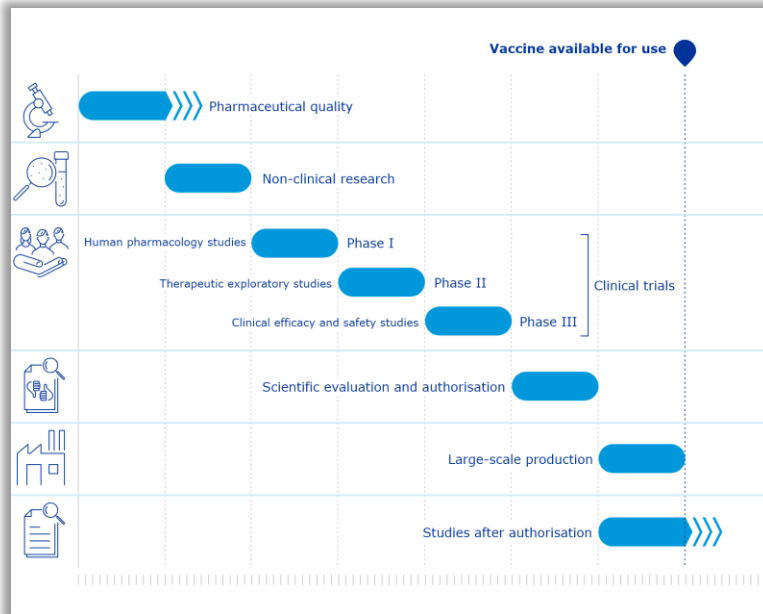 Vaccine available for use
Pharmaceutical quality
Non-clinical research
Human pharmacology studies
Phase I
Therapeutic exploratory studies
Phase II
Clinical trials
Clinical efficacy and safety studies
Phase III
Scientific evaluation and authorisation
Large-scale production
Studies after authorisation